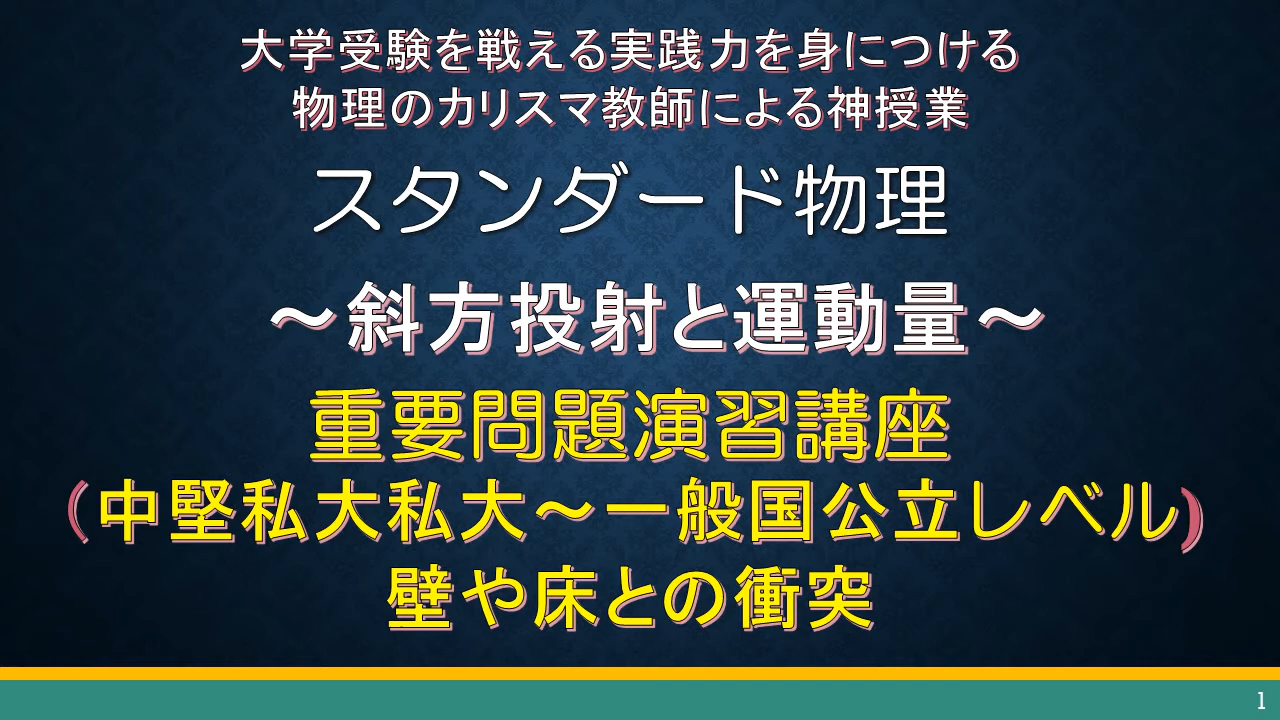 大学受験を戦える実践力を身につける
物理のカリスマ教師による神授業
スタンダード物理
～斜方投射と運動量～
重要問題演習講座
(中堅私大私大～一般国公立レベル)
壁や床との衝突
1